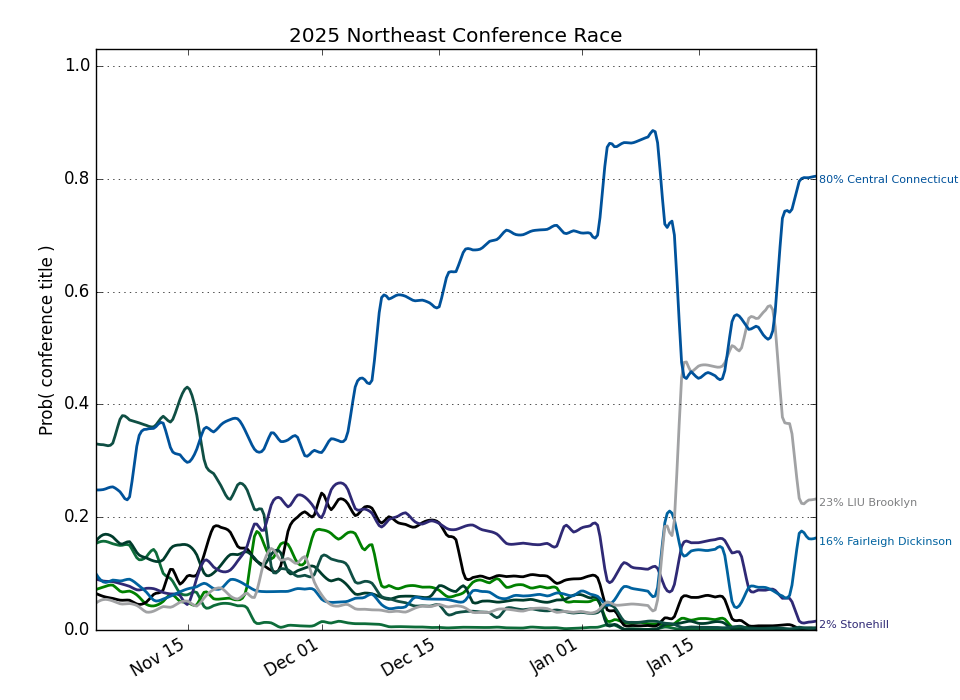 2025 Northeast Conference Race
Prob( conference title )
1.0
0.8
0.6
0.4
0.2
0.0
80% Central Connecticut
23% LIU Brooklyn
16% Fairleigh Dickinson
2% Stonehill
Nov 15
Dec 01
Dec 15
Jan 01
Jan 15